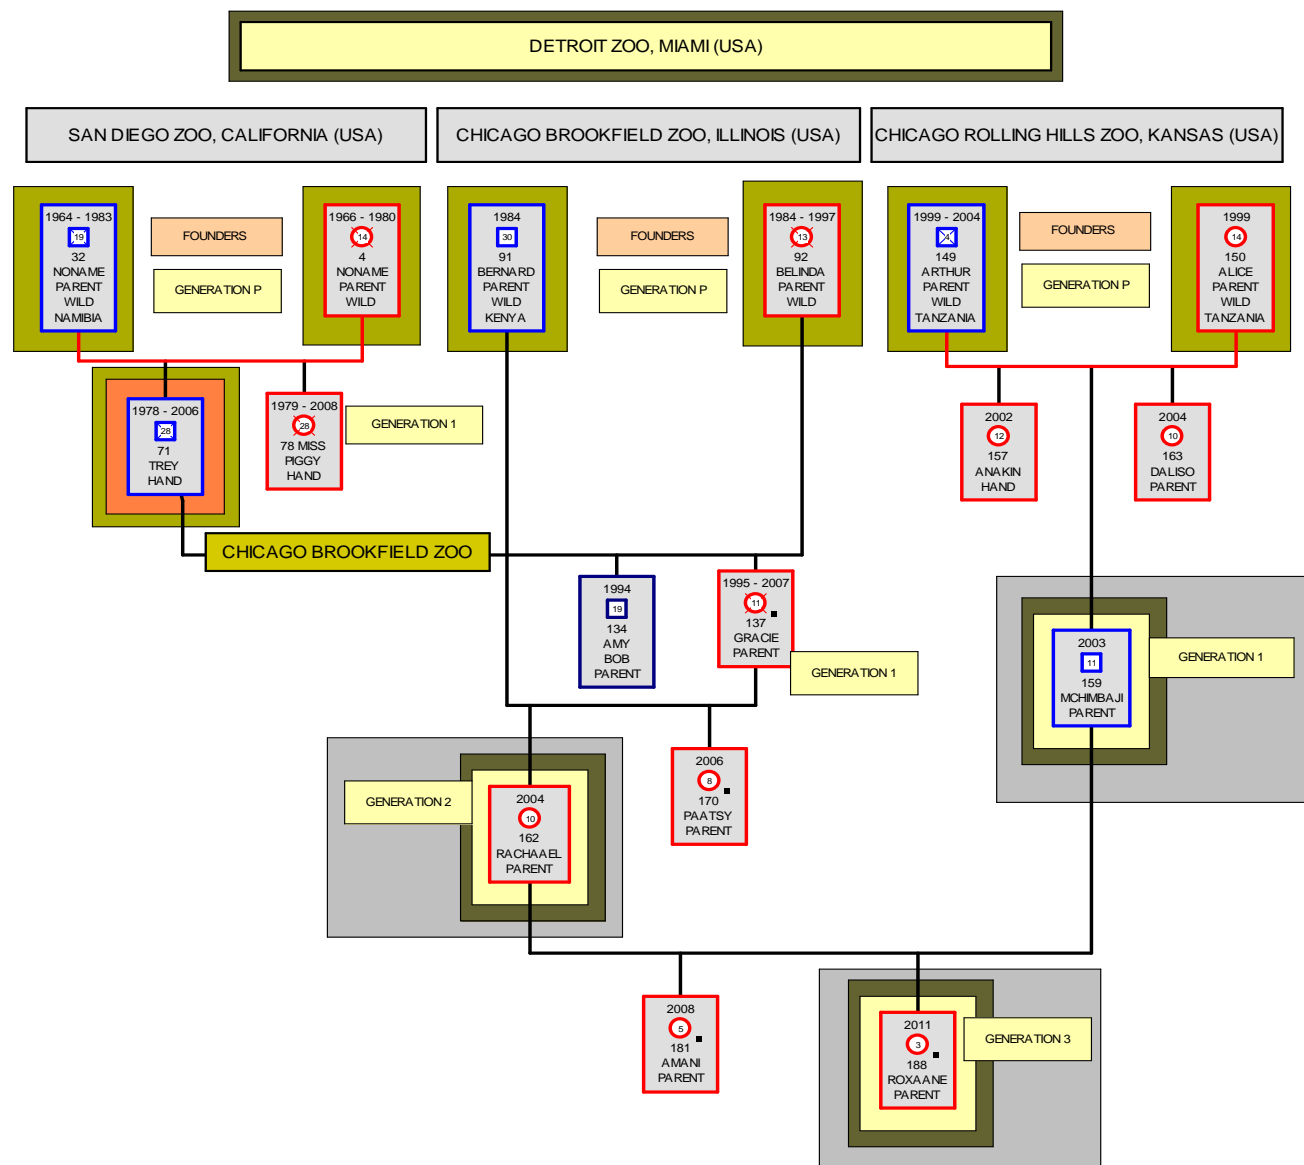 DETROIT ZOO, MIAMI (USA)
SAN DIEGO ZOO, CALIFORNIA (USA)
CHICAGO BROOKFIELD ZOO, ILLINOIS (USA)
CHICAGO ROLLING HILLS ZOO, KANSAS (USA)
1964 - 1983
19
32
NONAME
PARENT
WILD
NAMIBIA
FOUNDERS
GENERATION P
1966 - 1980
14
4
NONAME
PARENT
WILD
1984
30
91
BERNARD
PARENT
WILD
KENYA
FOUNDERS
GENERATION P
1984 - 1997
13
92
BELINDA
PARENT
WILD
1999 - 2004
4
149
ARTHUR
PARENT
WILD
TANZANIA
FOUNDERS
GENERATION P
1999
14
150
ALICE
PARENT
WILD
TANZANIA
1978 - 2006
28
71
TREY
HAND
1979 - 2008
28
78 MISS
PIGGY
HAND
GENERATION 1
2002
12
157
ANAKIN
HAND
2004
10
163
DALISO
PARENT
CHICAGO BROOKFIELD ZOO
1994
19
134
AMY
BOB
PARENT
1995 - 2007
11
137
GRACIE
PARENT
GENERATION 1
2003
11
159
MCHIMBAJI
PARENT
GENERATION 1
GENERATION 2
2004
10
162
RACHAAEL
PARENT
2006
8
170
PAATSY
PARENT
2008
5
181
AMANI
PARENT
2011
3
188
ROXAANE
PARENT
GENERATION 3